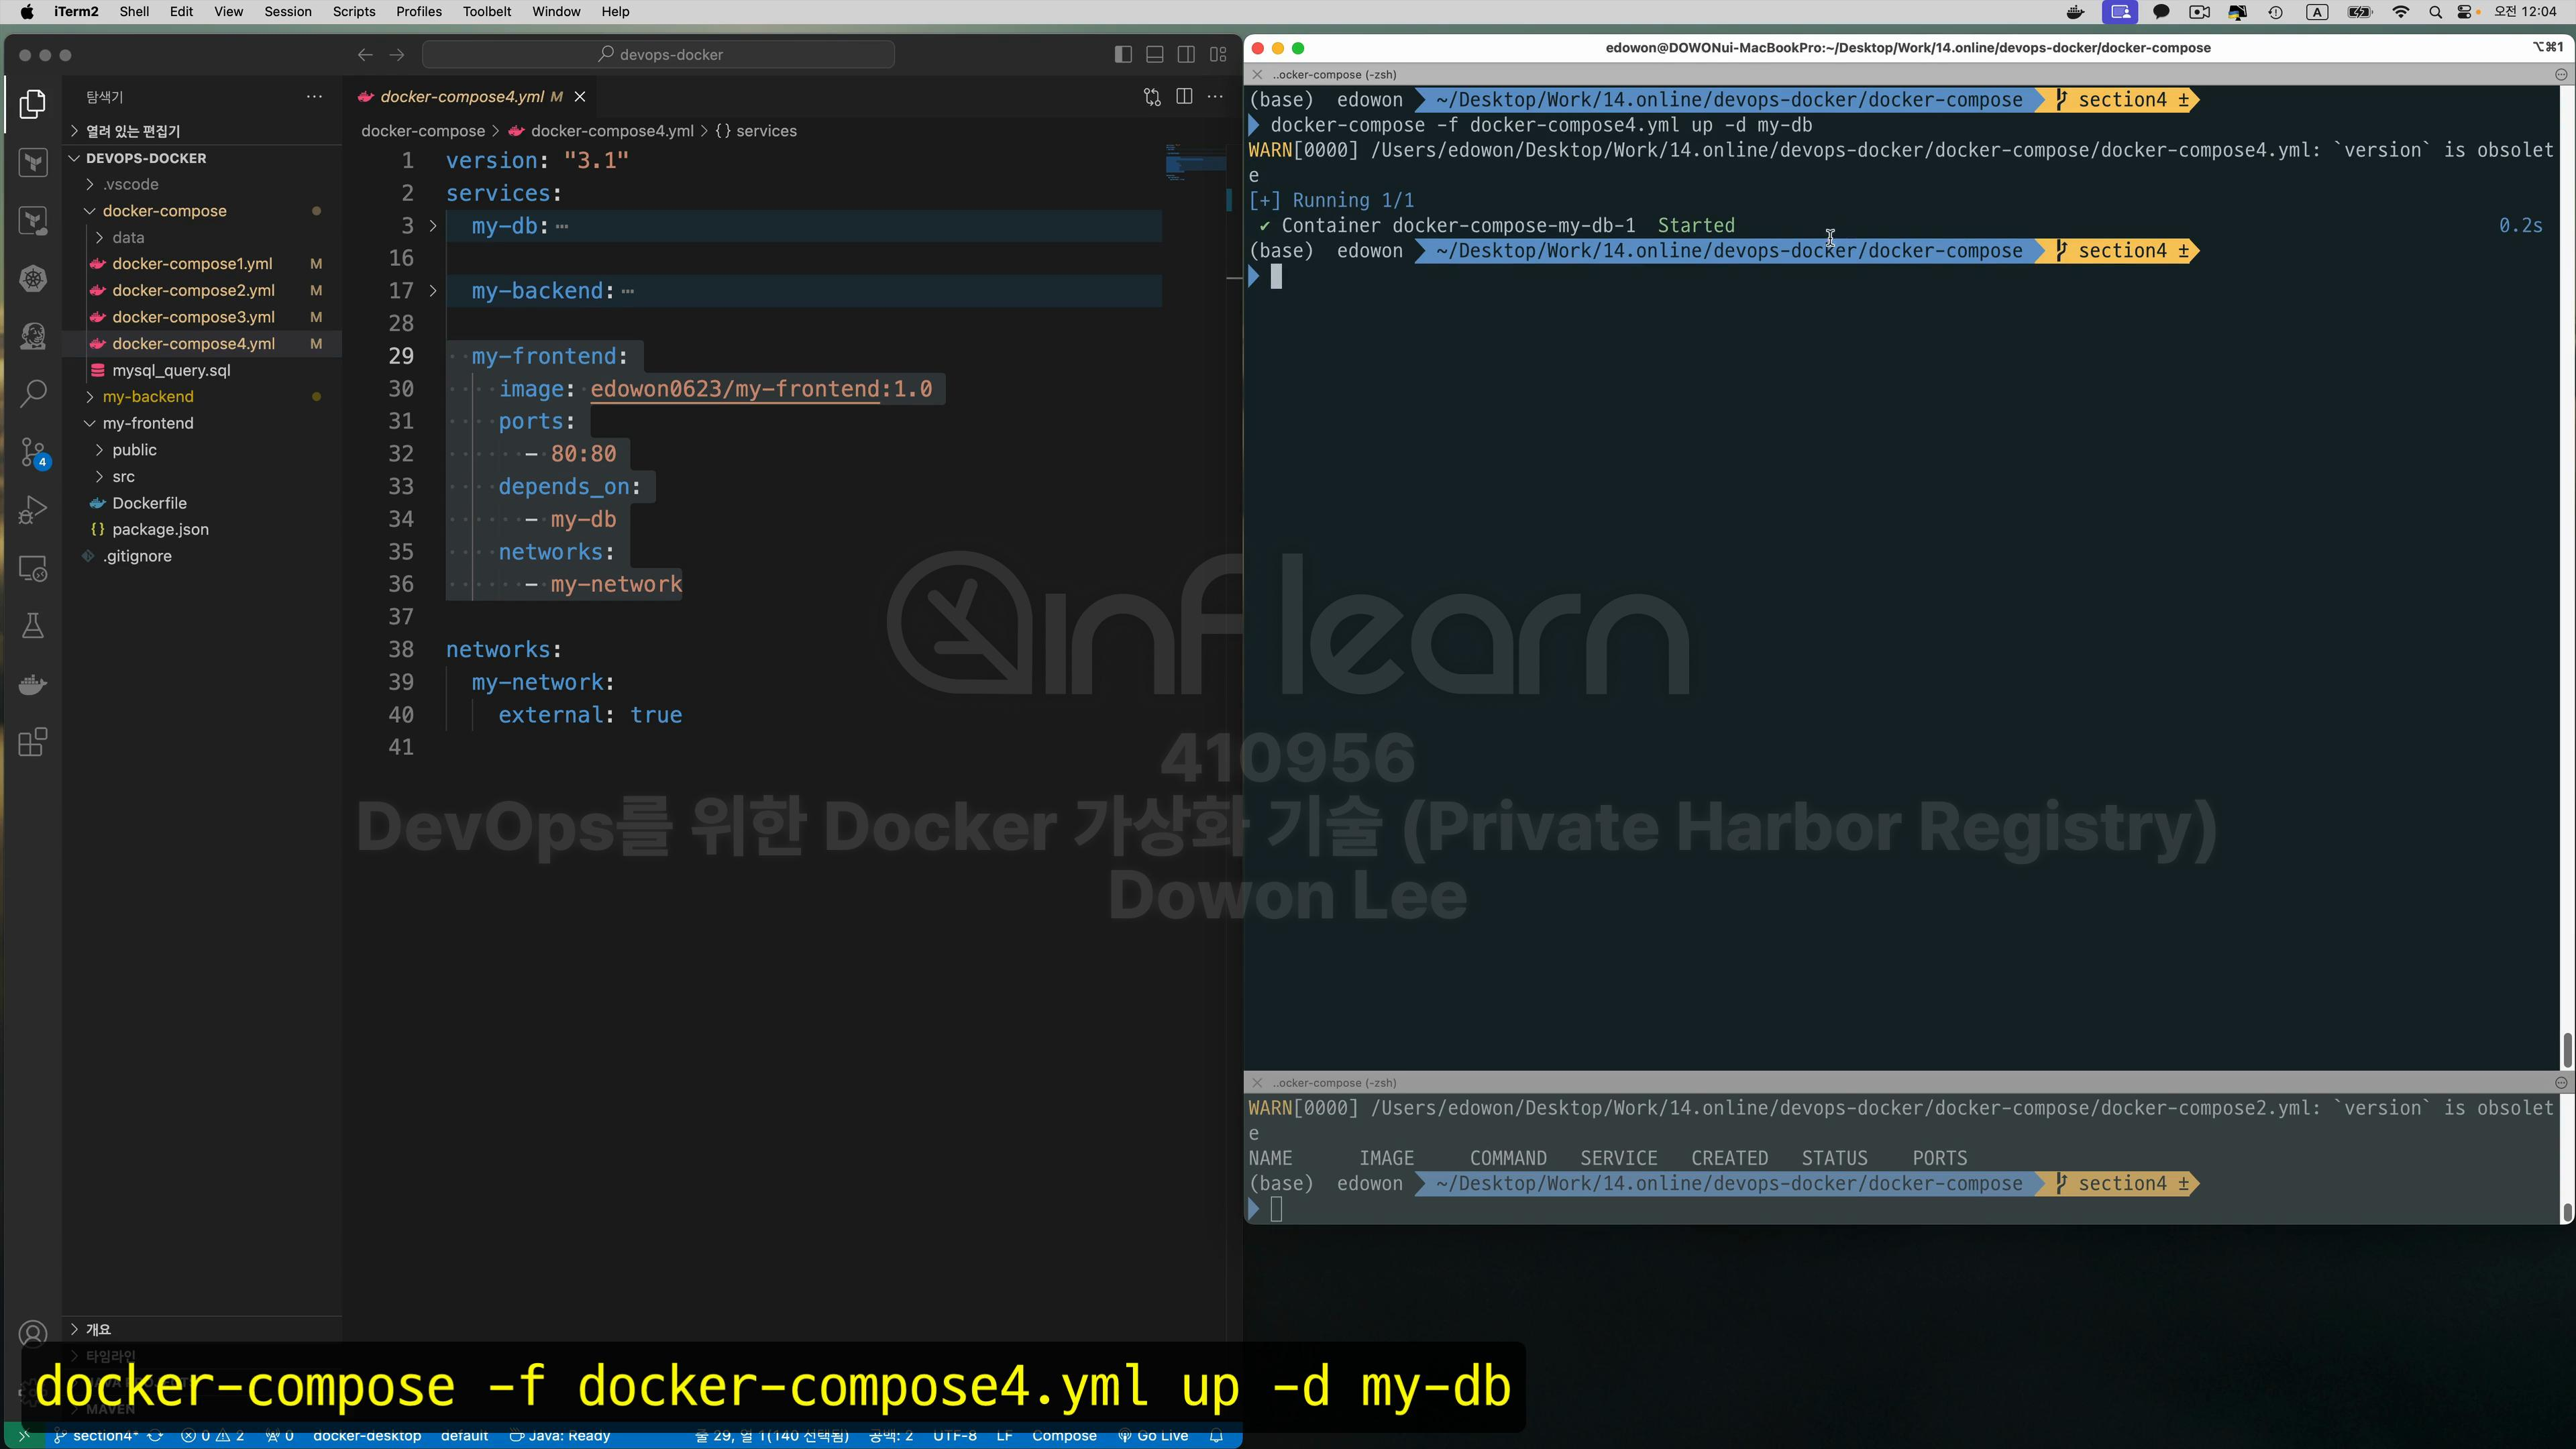 iTerm2 Shell Edit View Session Scripts Profiles Toolbelt Window Help
A 오전 12:04
devops-docker
탐색기
열려 있는 편집기
DEVOPS-DOCKER
.vscode
docker-compose
data
docker-compose1.yml M
docker-compose2.yml M
docker-compose3.yml M
docker-compose4.yml M
mysql_query.sql
my-backend
my-frontend
public
src
Dockerfile
package.json
.gitignore
4
개요
타임라인
MAVEN
docker-compose4.yml M
docker-compose > docker-compose4.yml > {} services
1 version: "3.1"
2 services:
3 my-db: ⋯
16
17 my-backend: ⋯
28
29 my-frontend:
30 image: edowon0623/my-frontend:1.0
31 ports:
32 - 80:80
33 depends_on:
34 - my-db
35 networks:
36 - my-network
37
38 networks:
39 my-network:
40 external: true
41
edowon@DOWONui-MacBookPro:~/Desktop/Work/14.online/devops-docker/docker-compose ⌥⌘1
..ocker-compose (-zsh)
(base) edowon ~/Desktop/Work/14.online/devops-docker/docker-compose section4 ±
docker-compose -f docker-compose4.yml up -d my-db
WARN[0000] /Users/edowon/Desktop/Work/14.online/devops-docker/docker-compose/docker-compose4.yml: `version` is obsolet
e
[+] Running 1/1
✔ Container docker-compose-my-db-1 Started 0.2s
(base) edowon ~/Desktop/Work/14.online/devops-docker/docker-compose section4 ±
..ocker-compose (-zsh)
WARN[0000] /Users/edowon/Desktop/Work/14.online/devops-docker/docker-compose/docker-compose2.yml: `version` is obsolet
e
NAME IMAGE COMMAND SERVICE CREATED STATUS PORTS
(base) edowon ~/Desktop/Work/14.online/devops-docker/docker-compose section4 ±
inflearn
410956
DevOps를 위한 Docker 가상화 기술 (Private Harbor Registry)
Dowon Lee
docker-compose -f docker-compose4.yml up -d my-db
section4* 0 2 0 docker-desktop default Java: Ready 줄 29, 열 1(140 선택됨) 공백: 2 UTF-8 LF Compose Go Live